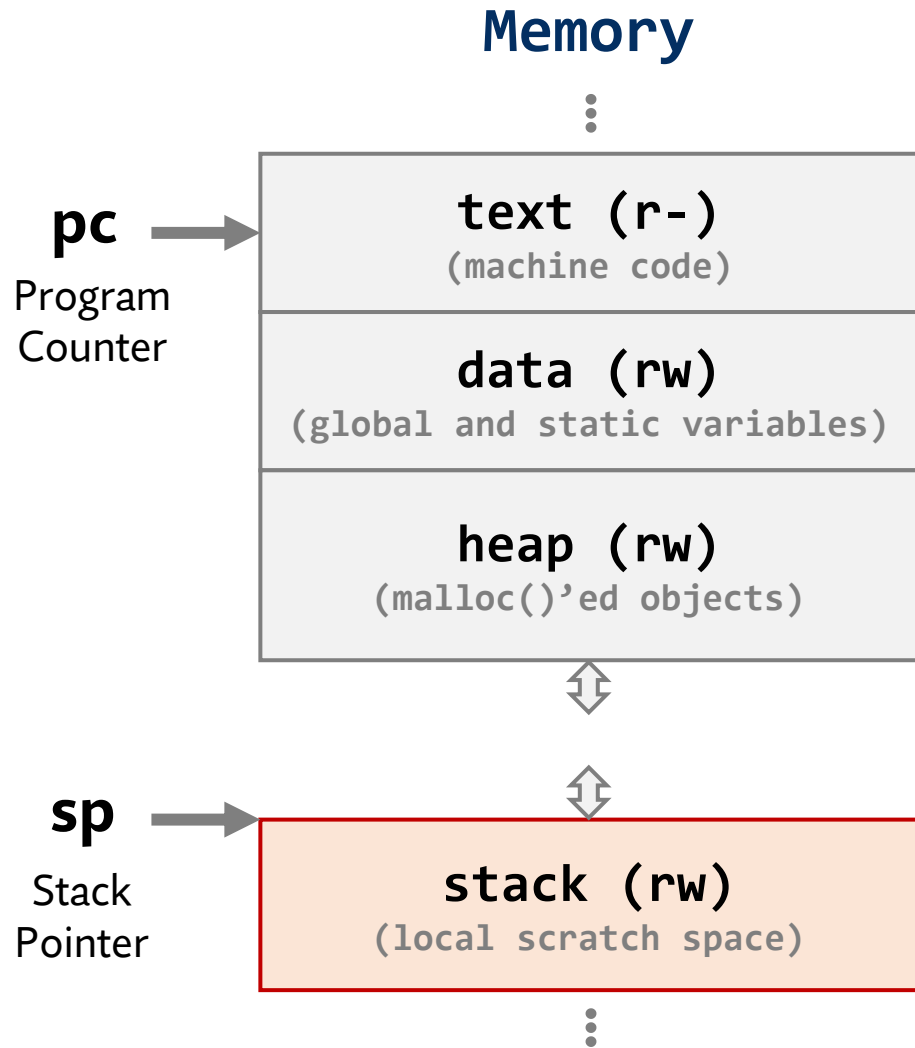 Memory
text (r-)
(machine code)
pc
Program
Counter
data (rw)
(global and static variables)
heap (rw)
(malloc()’ed objects)
sp
Stack
Pointer
stack (rw)
(local scratch space)